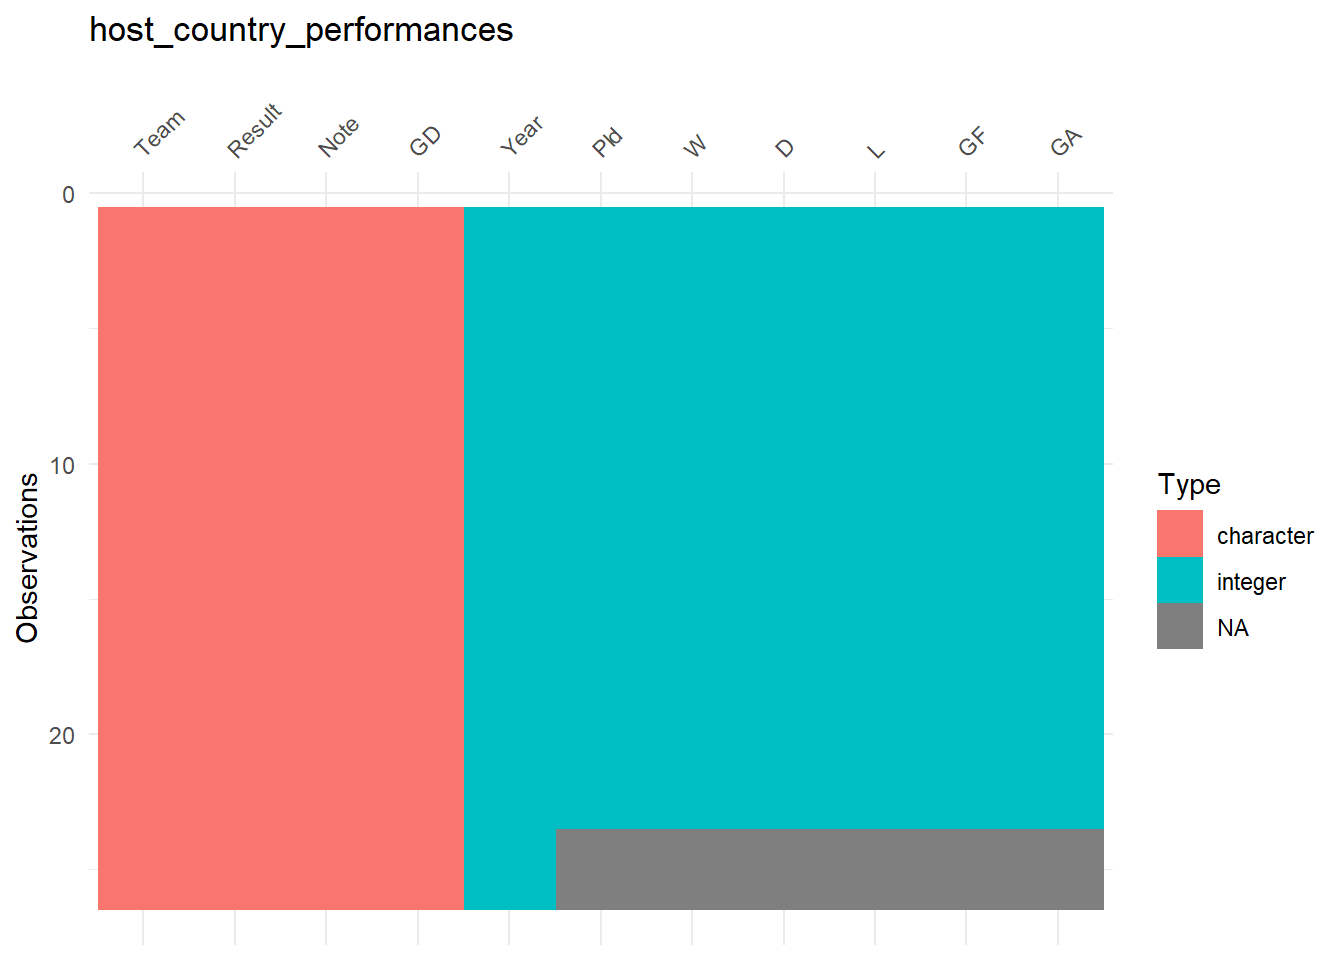 host_country_performances
Team
Result
Note
GD
Year
Pld
W
D
L
GF
GA
0
10
20
Observations
Type
character
integer
NA